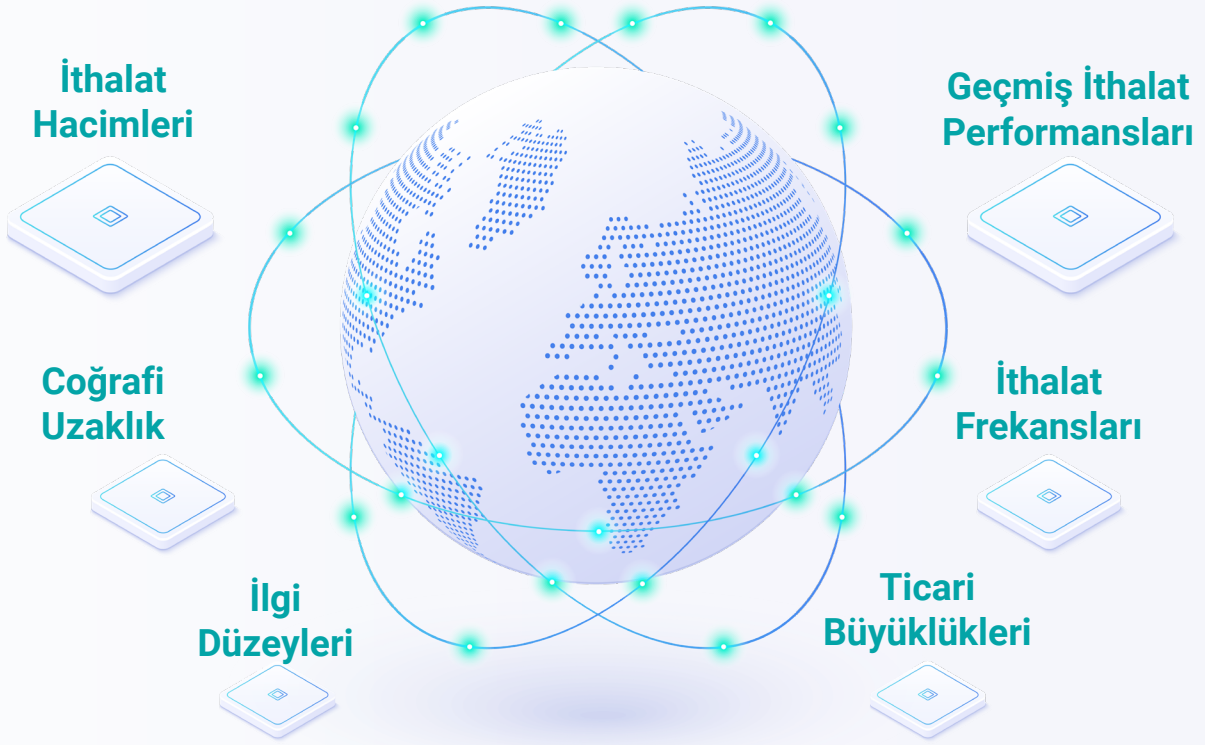 İthalat
Hacimleri
Geçmiş İthalat
Performansları
Coğrafi
Uzaklık
İthalat
Frekansları
İlgi
Düzeyleri
Ticari
Büyüklükleri